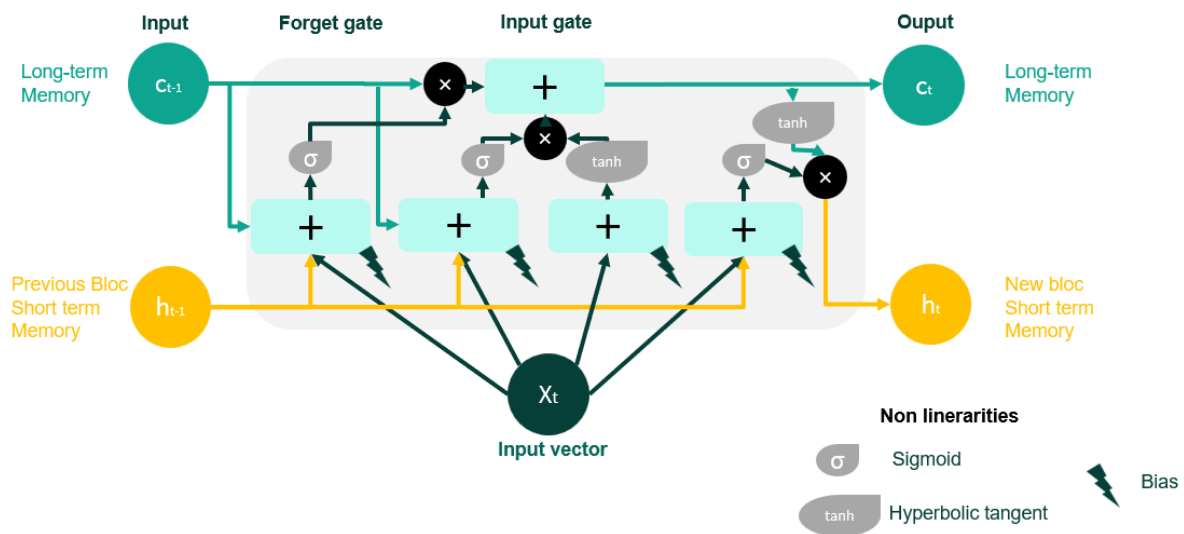 Input
Forget gate
Input gate
Ouput
Long-term
Memory
Ct-1
×
+
Ct
Long-term
Memory
tanh
σ
σ
×
tanh
σ
×
+
+
+
+
Previous Bloc
Short term
Memory
ht-1
ht
New bloc
Short term
Memory
Xt
Input vector
Non linerarities
σ
Sigmoid
Bias
tanh
Hyperbolic tangent